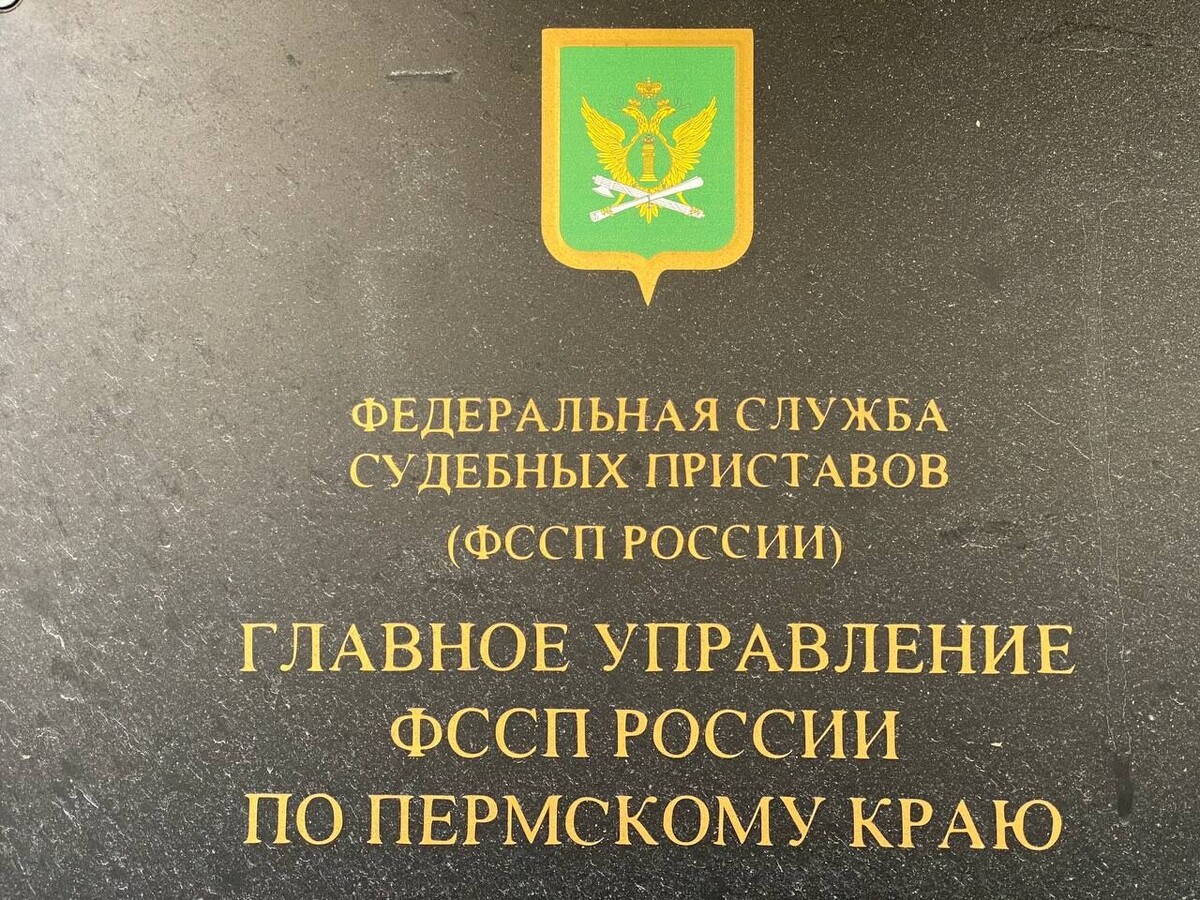 ФЕДЕРАЛЬНАЯ СЛУЖБА
СУДЕБНЫХ ПРИСТАВОВ
(ФССП РОССИИ)
ГЛАВНОЕ УПРАВЛЕНИЕ
ФССП РОССИИ
ПО ПЕРМСКОМУ КРАЮ